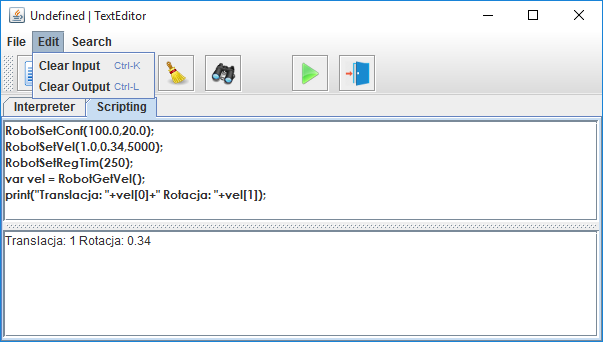 Undefined | TextEditor
File Edit Search
Clear Input Ctrl-K
Clear Output Ctrl-L
Interpreter Scripting
RobotSetConf(100.0,20.0);
RobotSetVel(1.0,0.34,5000);
RobotSetRegTim(250);
var vel = RobotGetVel();
print("Translacja: "+vel[0]+" Rotacja: "+vel[1]);
Translacja: 1 Rotacja: 0.34